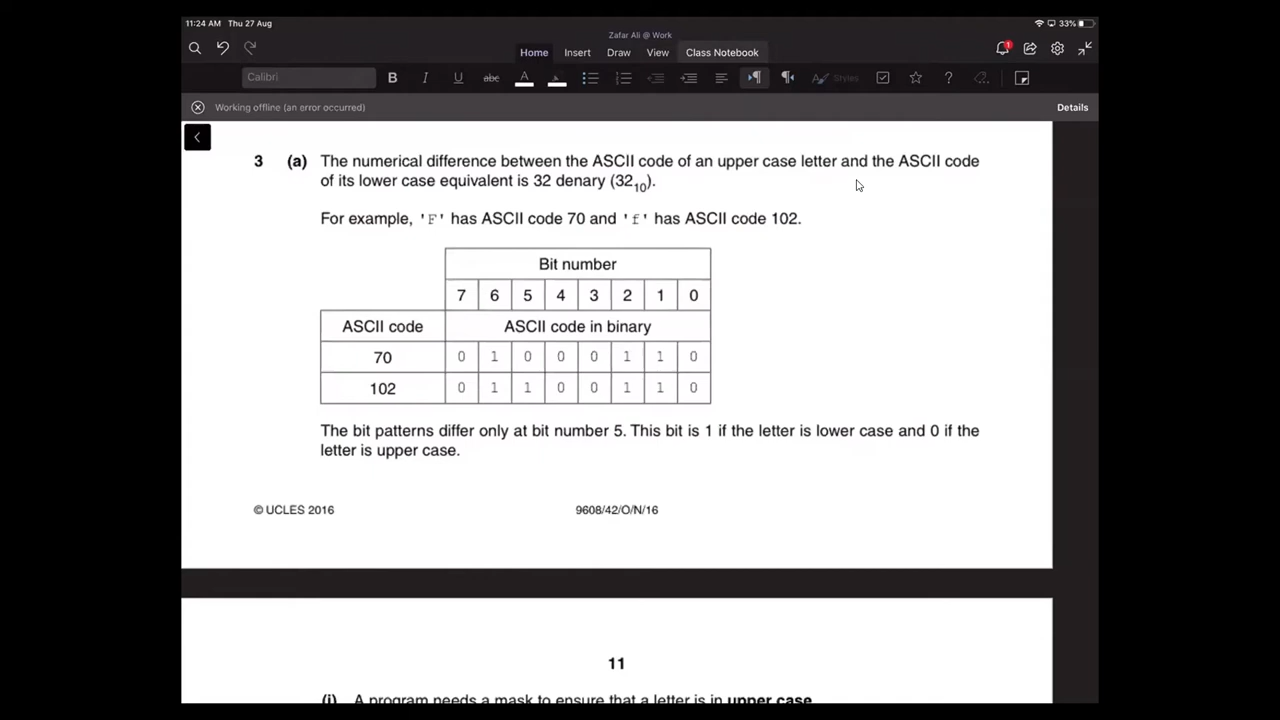 11:24 AM Thu 27 Aug
33%
Zafar Ali @ Work
Home Insert Draw View Class Notebook
1
Calibri B I U abc A Styles ?
Working offline (an error occurred) Details
3 (a) The numerical difference between the ASCII code of an upper case letter and the ASCII code
of its lower case equivalent is 32 denary (32₁₀).
For example, 'F' has ASCII code 70 and 'f' has ASCII code 102.
Bit number
7 6 5 4 3 2 1 0
ASCII code ASCII code in binary
70 0 1 0 0 0 1 1 0
102 0 1 1 0 0 1 1 0
The bit patterns differ only at bit number 5. This bit is 1 if the letter is lower case and 0 if the
letter is upper case.
© UCLES 2016 9608/42/O/N/16
11
(i) A program needs a mask to ensure that a letter is in upper case.